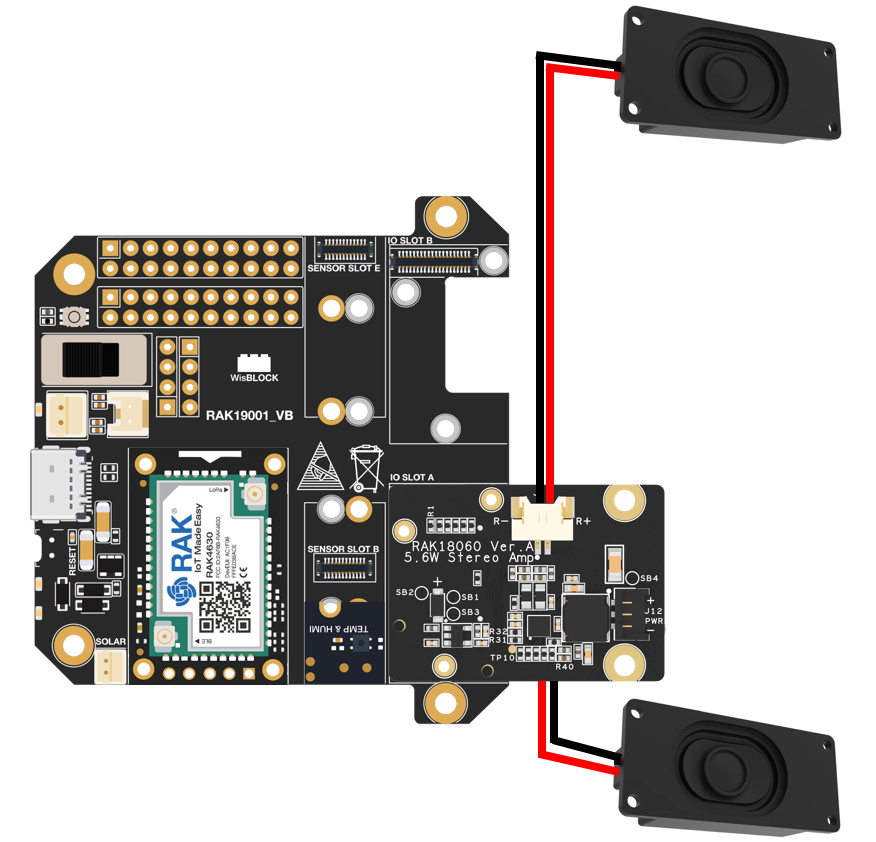 IO SLOT B
SENSOR SLOT E
WisBLOCK
RAK19001_VB
IO SLOT A
LoRa
RAK®
IoT Made Easy
RAK4630
FCC ID:2AF6B-RAK4630
DevEUI: AC1F09
FFFE03BACE
CE
BLE
RESET
SOLAR
SENSOR SLOT B
TEMP & HUMI
R1
R-
R+
RAK18060 Ver.A
5.6W Stereo Amp
SB2
+
SB1
SB3
SB4
+
J12
PWR
-
R32
R31
TP10
R40